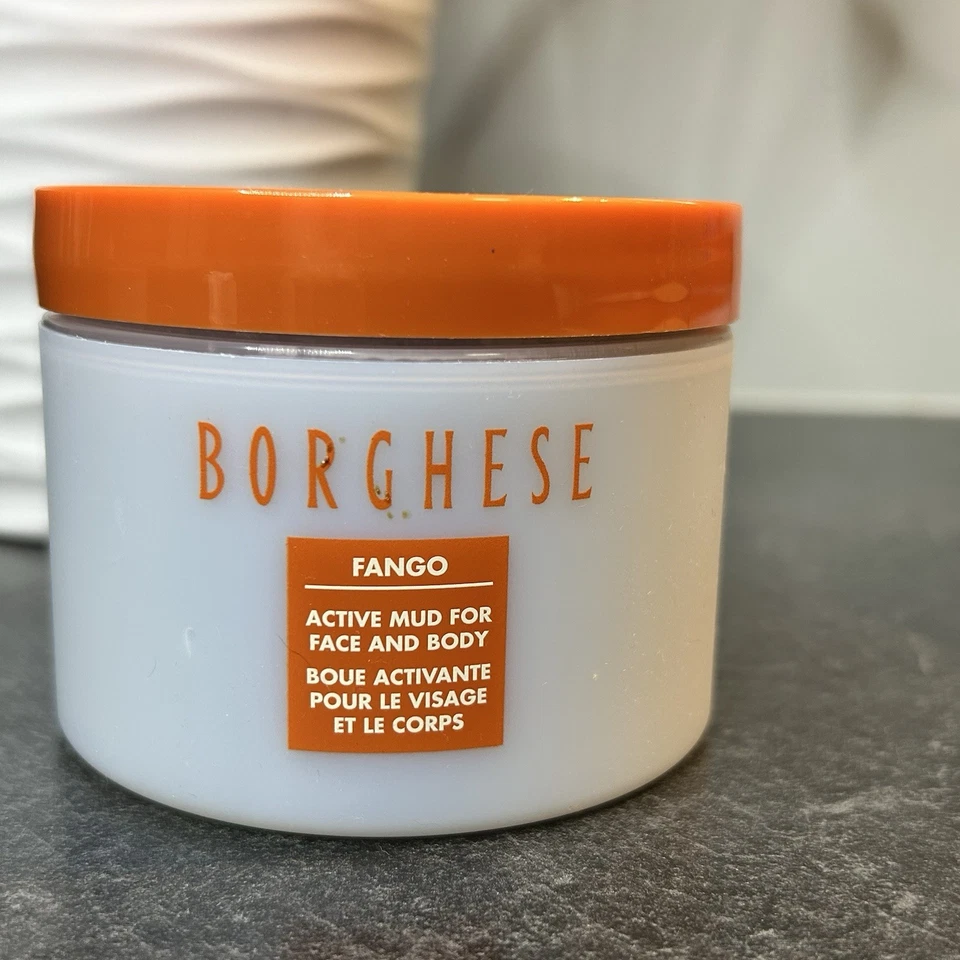 BORGHESE
FANGO
ACTIVE MUD FOR
FACE AND BODY
BOUE ACTIVANTE
POUR LE VISAGE
ET LE CORPS